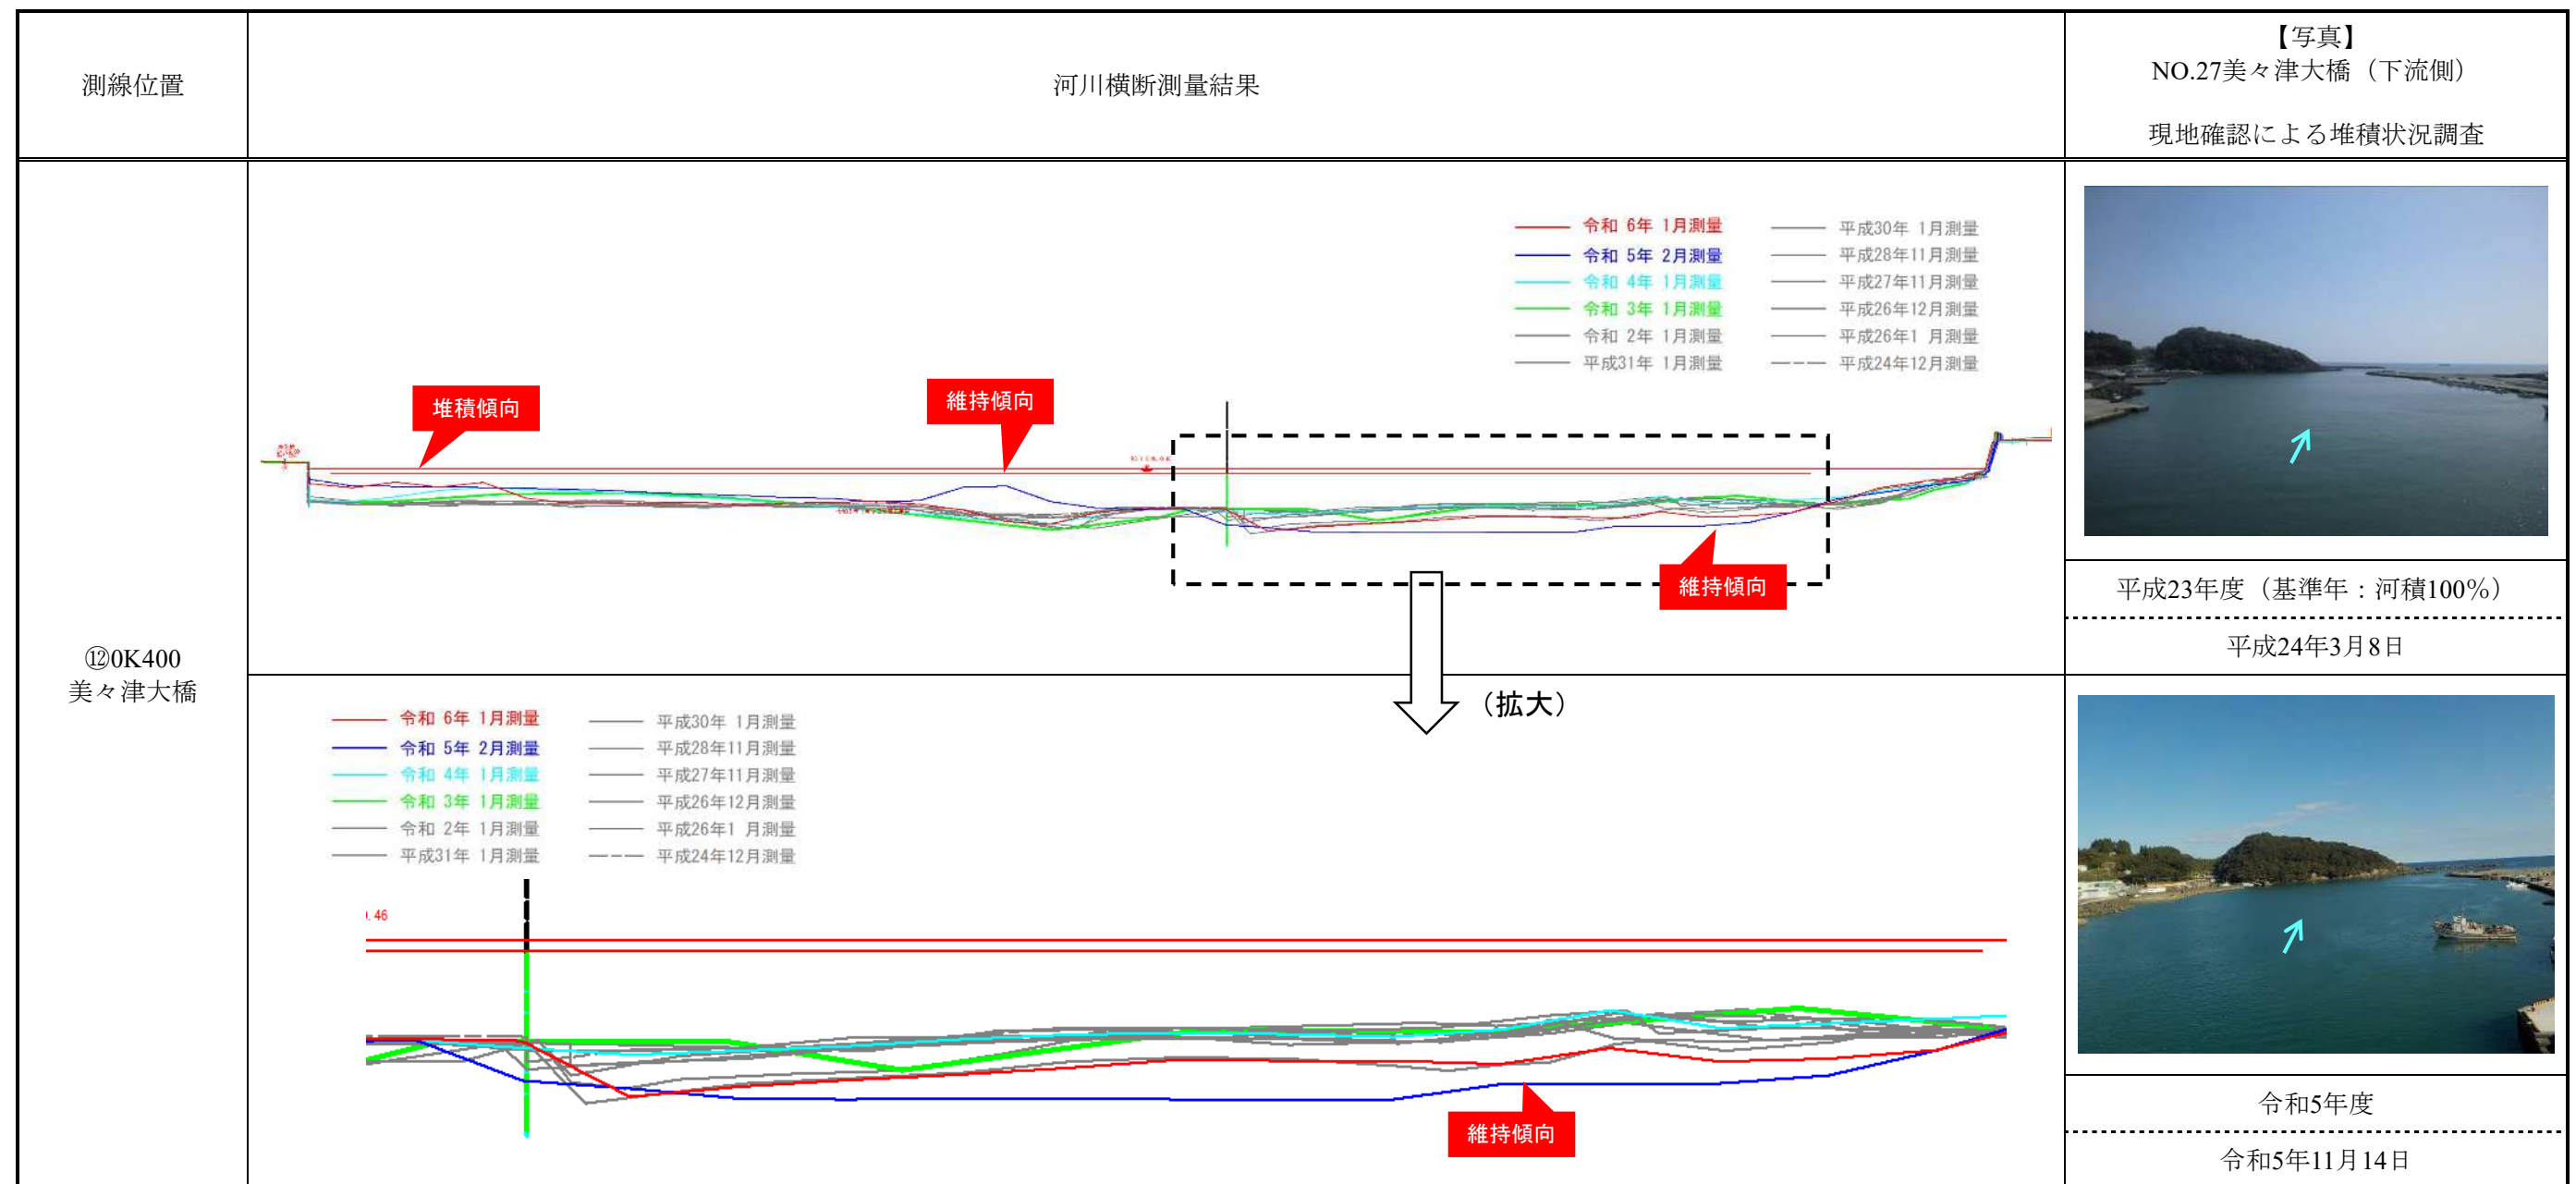 測線位置
河川横断測量結果
【写真】
NO.27美々津大橋（下流側）
現地確認による堆積状況調査
⑫0K400
美々津大橋
令和 6年 1月測量
令和 5年 2月測量
令和 4年 1月測量
令和 3年 1月測量
令和 2年 1月測量
平成31年 1月測量
平成30年 1月測量
平成28年11月測量
平成27年11月測量
平成26年12月測量
平成26年1 月測量
平成24年12月測量
堆積傾向
維持傾向
維持傾向
平成23年度（基準年：河積100%）
平成24年3月8日
（拡大）
令和 6年 1月測量
令和 5年 2月測量
令和 4年 1月測量
令和 3年 1月測量
令和 2年 1月測量
平成31年 1月測量
平成30年 1月測量
平成28年11月測量
平成27年11月測量
平成26年12月測量
平成26年1 月測量
平成24年12月測量
.46
維持傾向
令和5年度
令和5年11月14日